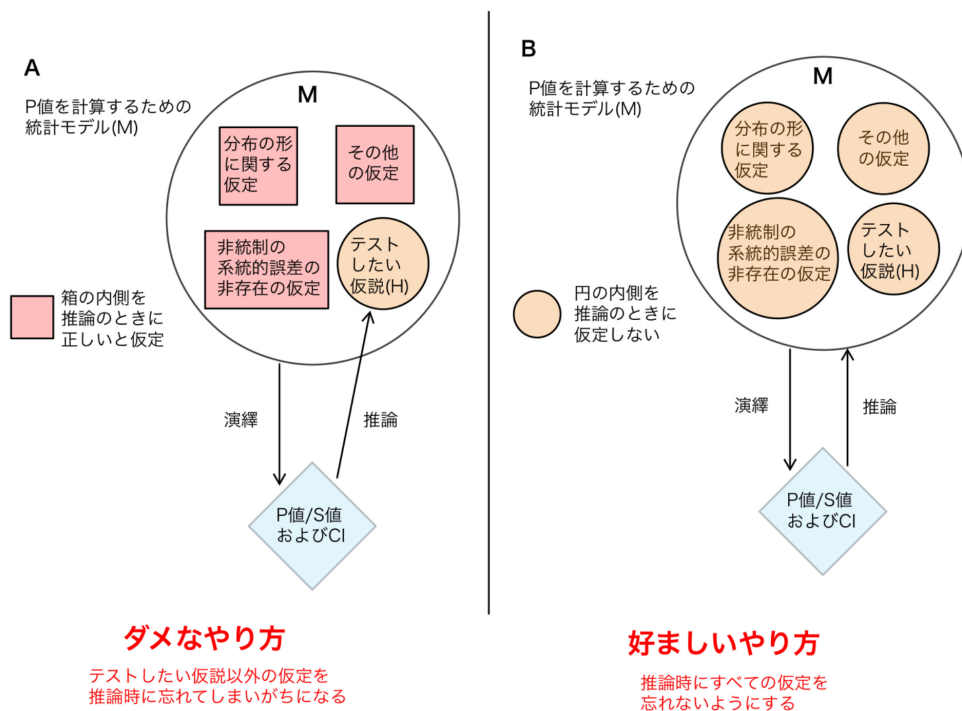 A
P値を計算するための
統計モデル(M)
M
分布の形
に関する
仮定
その他
の仮定
非統制の
系統的誤差の
非存在の仮定
テスト
したい
仮説(H)
箱の内側を
推論のときに
正しいと仮定
演繹
推論
P値/S値
およびCI
ダメなやり方
テストしたい仮説以外の仮定を
推論時に忘れてしまいがちになる
B
P値を計算するための
統計モデル(M)
M
分布の形
に関する
仮定
その他
の仮定
非統制の
系統的誤差の
非存在の仮定
テスト
したい
仮説(H)
円の内側を
推論のときに
仮定しない
演繹
推論
P値/S値
およびCI
好ましいやり方
推論時にすべての仮定を
忘れないようにする